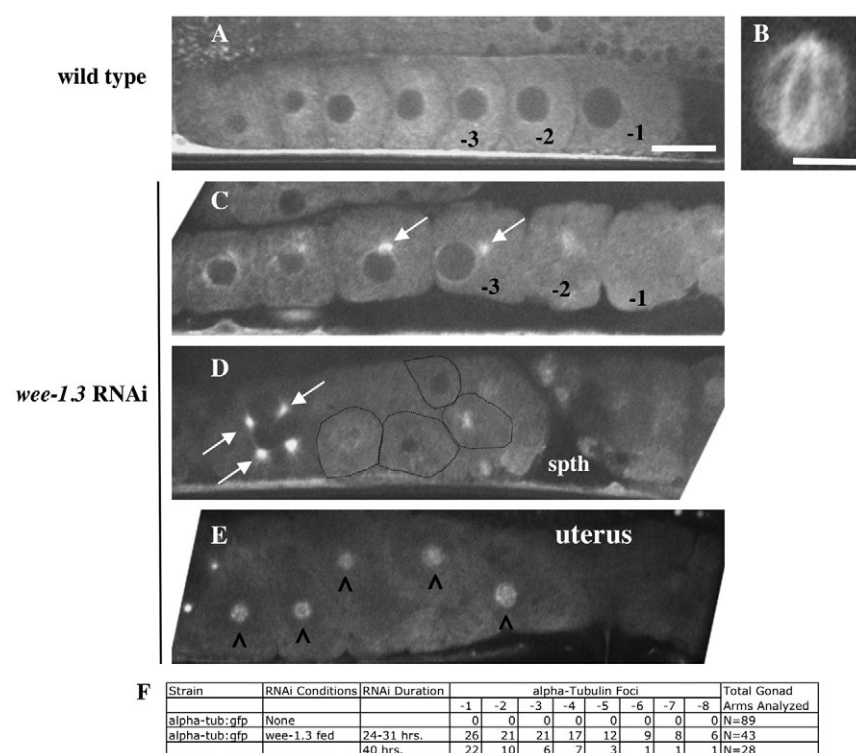 A
B
wild type
-3
-2
-1
C
-3
-2
-1
wee-1.3 RNAi
D
spth
E
uterus
^ ^ ^ ^ ^
F
Strain RNAi Conditions RNAi Duration alpha-Tubulin Foci Total Gonad
-1 -2 -3 -4 -5 -6 -7 -8 Arms Analyzed
alpha-tub:gfp None 0 0 0 0 0 0 0 0 N=89
alpha-tub:gfp wee-1.3 fed 24-31 hrs. 26 21 21 17 12 9 8 6 N=43
40 hrs. 22 10 6 7 3 1 1 1 N=28